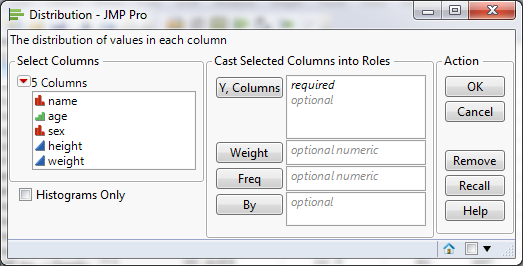 Distribution - JMP Pro
The distribution of values in each column
Select Columns
5 Columns
name
age
sex
height
weight
Histograms Only
Cast Selected Columns into Roles
Y, Columns
required
optional
Weight
optional numeric
Freq
optional numeric
By
optional
Action
OK
Cancel
Remove
Recall
Help